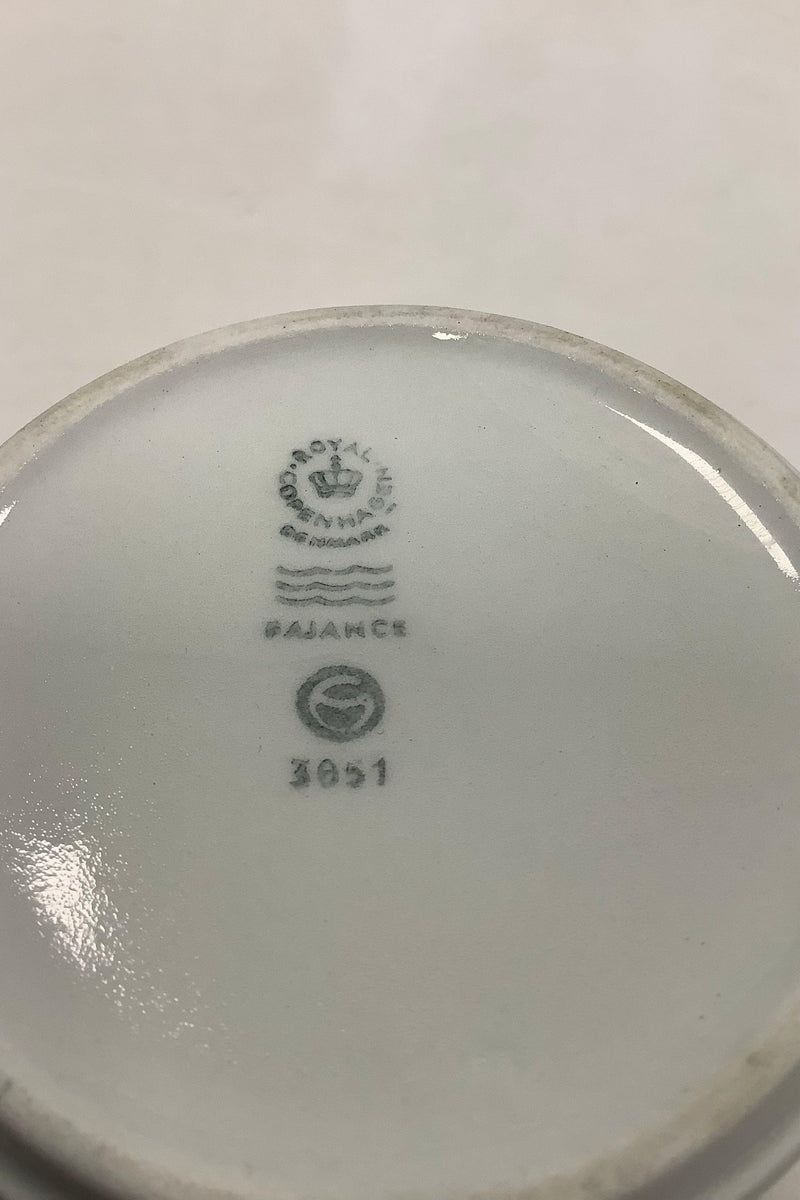 ROYAL
COPENHAGEN
DENMARK
FAJANCE
3051